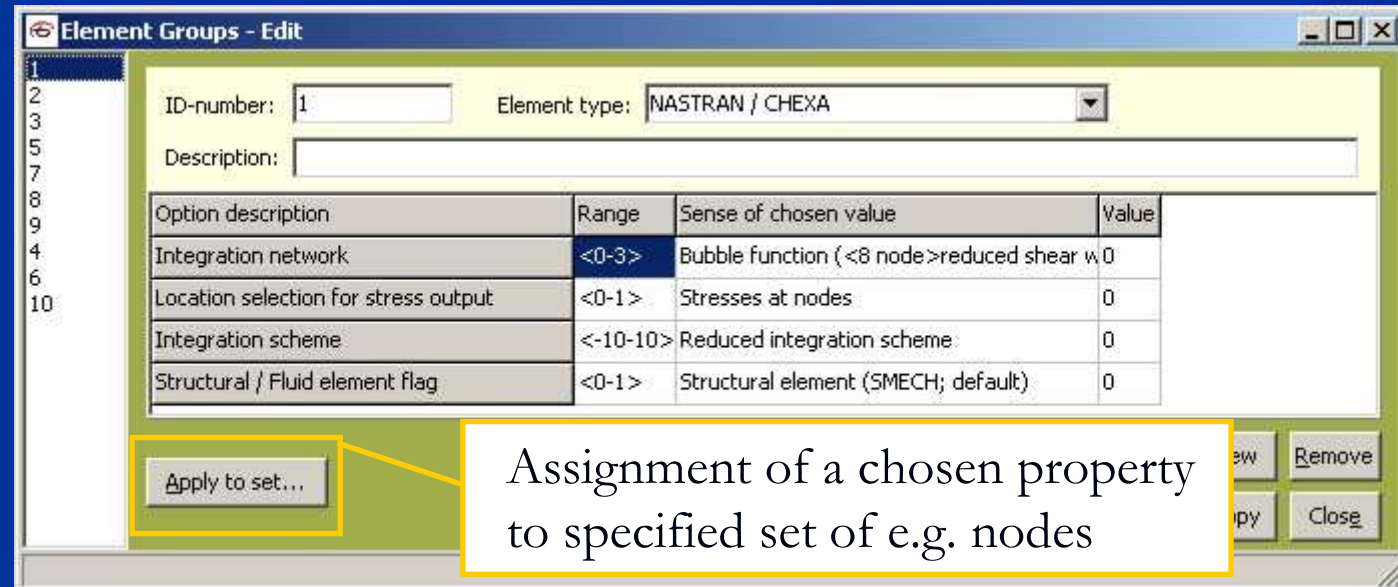 Element Groups - Edit
1
2
3
5
7
8
9
4
6
10
ID-number: 1 Element type: NASTRAN / CHEXA
Description:
Option description Range Sense of chosen value Value
Integration network <0-3> Bubble function (<8 node>reduced shear w 0
Location selection for stress output <0-1> Stresses at nodes 0
Integration scheme <-10-10> Reduced integration scheme 0
Structural / Fluid element flag <0-1> Structural element (SMECH; default) 0
Apply to set...
Assignment of a chosen property
to specified set of e.g. nodes
ew Remove
opy Close